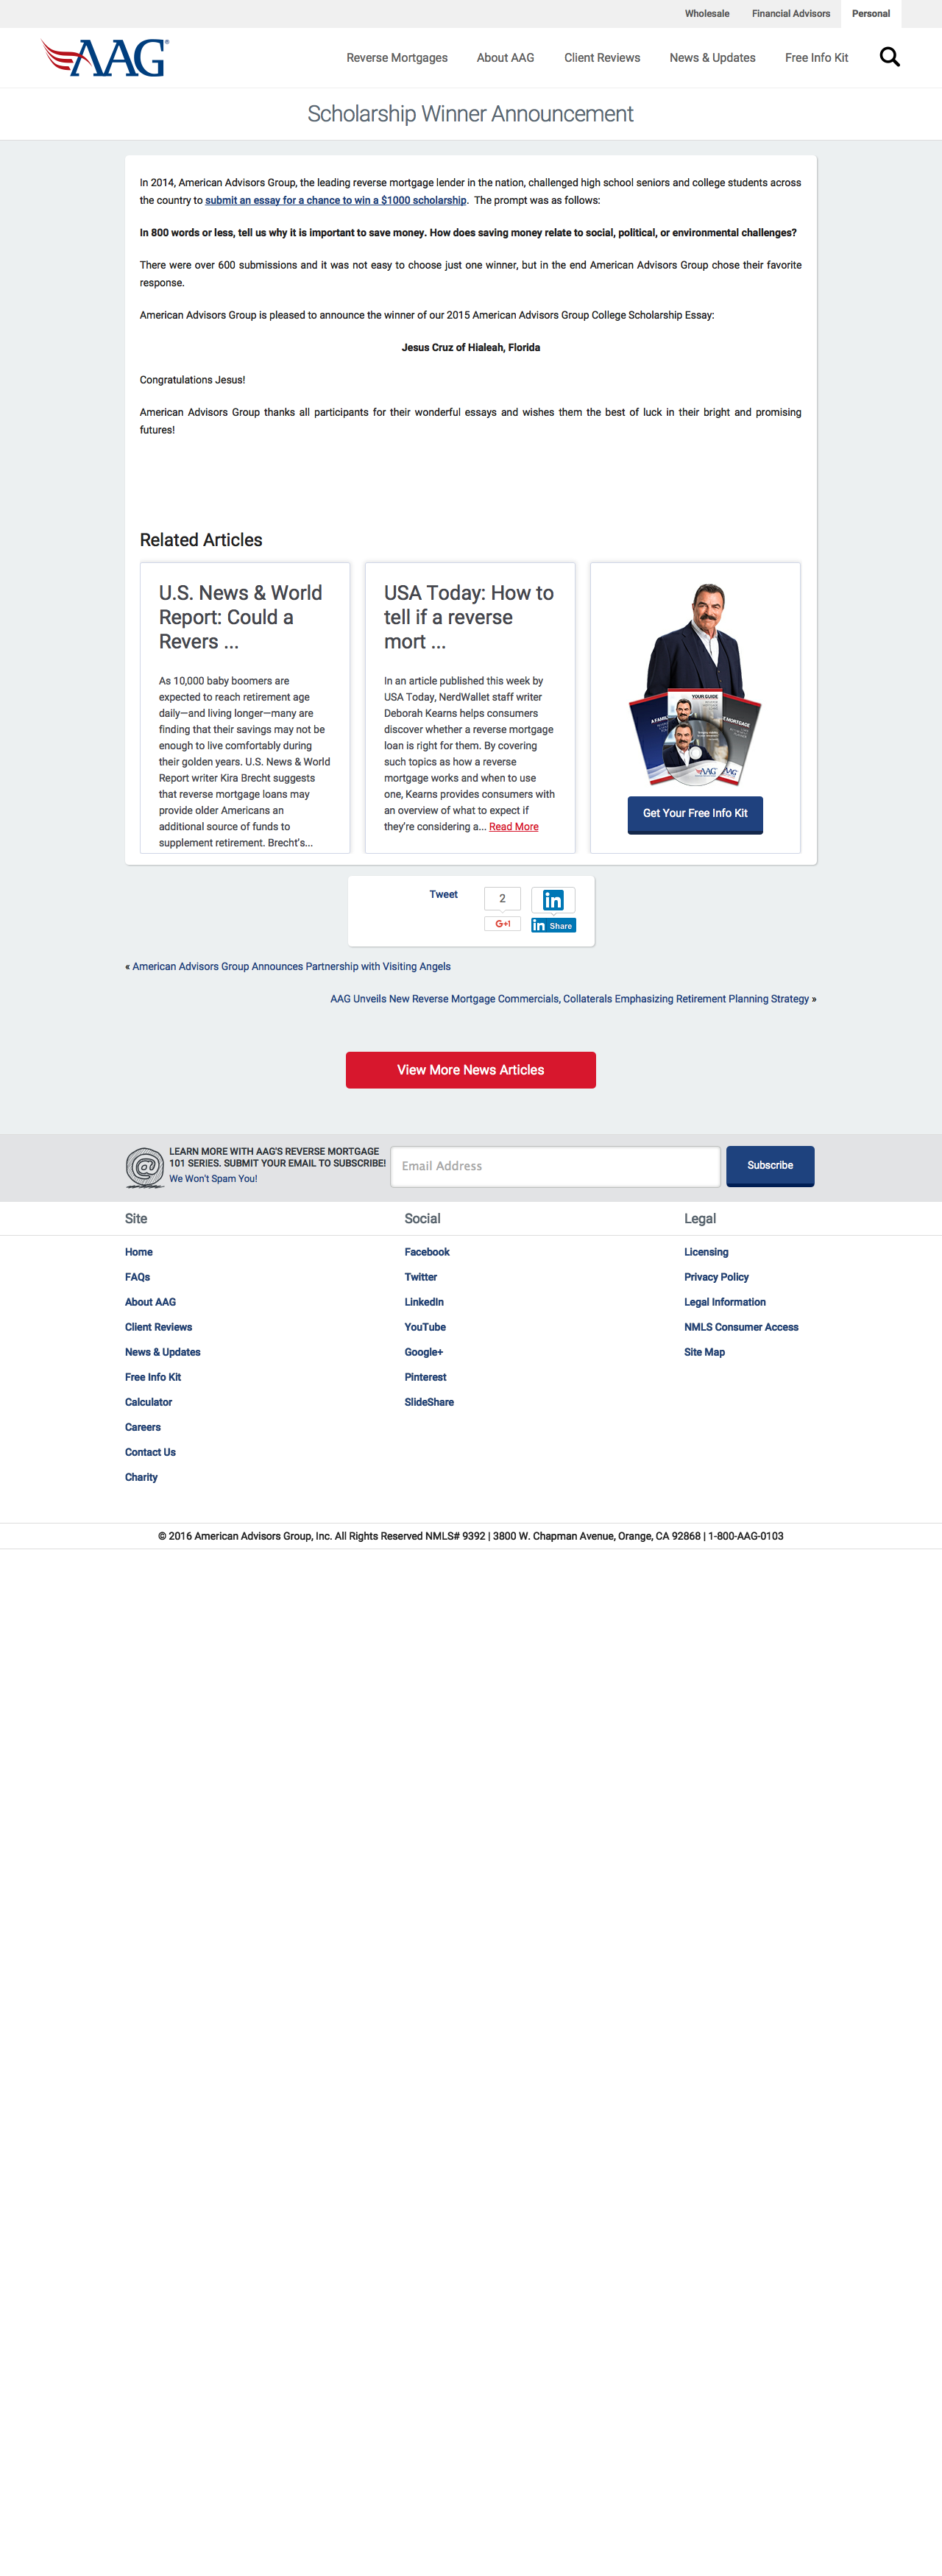 Wholesale
Financial Advisors
Personal
AAG®
Reverse Mortgages
About AAG
Client Reviews
News & Updates
Free Info Kit
Scholarship Winner Announcement
In 2014, American Advisors Group, the leading reverse mortgage lender in the nation, challenged high school seniors and college students across
the country to submit an essay for a chance to win a $1000 scholarship. The prompt was as follows:
In 800 words or less, tell us why it is important to save money. How does saving money relate to social, political, or environmental challenges?
There were over 600 submissions and it was not easy to choose just one winner, but in the end American Advisors Group chose their favorite
response.
American Advisors Group is pleased to announce the winner of our 2015 American Advisors Group College Scholarship Essay:
Jesus Cruz of Hialeah, Florida
Congratulations Jesus!
American Advisors Group thanks all participants for their wonderful essays and wishes them the best of luck in their bright and promising
futures!
Related Articles
U.S. News & World
Report: Could a
Revers ...
As 10,000 baby boomers are
expected to reach retirement age
daily—and living longer—many are
finding that their savings may not be
enough to live comfortably during
their golden years. U.S. News & World
Report writer Kira Brecht suggests
that reverse mortgage loans may
provide older Americans an
additional source of funds to
supplement retirement. Brecht's...
USA Today: How to
tell if a reverse
mort ...
In an article published this week by
USA Today, NerdWallet staff writer
Deborah Kearns helps consumers
discover whether a reverse mortgage
loan is right for them. By covering
such topics as how a reverse
mortgage works and when to use
one, Kearns provides consumers with
an overview of what to expect if
they're considering a... Read More
YOUR GUIDE
A FAMIL
E MORTGAGE
AAG
AAG
Get Your Free Info Kit
Tweet
2
G+1
in
in Share
« American Advisors Group Announces Partnership with Visiting Angels
AAG Unveils New Reverse Mortgage Commercials, Collaterals Emphasizing Retirement Planning Strategy »
View More News Articles
@
LEARN MORE WITH AAG'S REVERSE MORTGAGE
101 SERIES. SUBMIT YOUR EMAIL TO SUBSCRIBE!
We Won't Spam You!
Email Address
Subscribe
Site
Home
FAQs
About AAG
Client Reviews
News & Updates
Free Info Kit
Calculator
Careers
Contact Us
Charity
Social
Facebook
Twitter
LinkedIn
YouTube
Google+
Pinterest
SlideShare
Legal
Licensing
Privacy Policy
Legal Information
NMLS Consumer Access
Site Map
© 2016 American Advisors Group, Inc. All Rights Reserved NMLS# 9392 | 3800 W. Chapman Avenue, Orange, CA 92868 | 1-800-AAG-0103